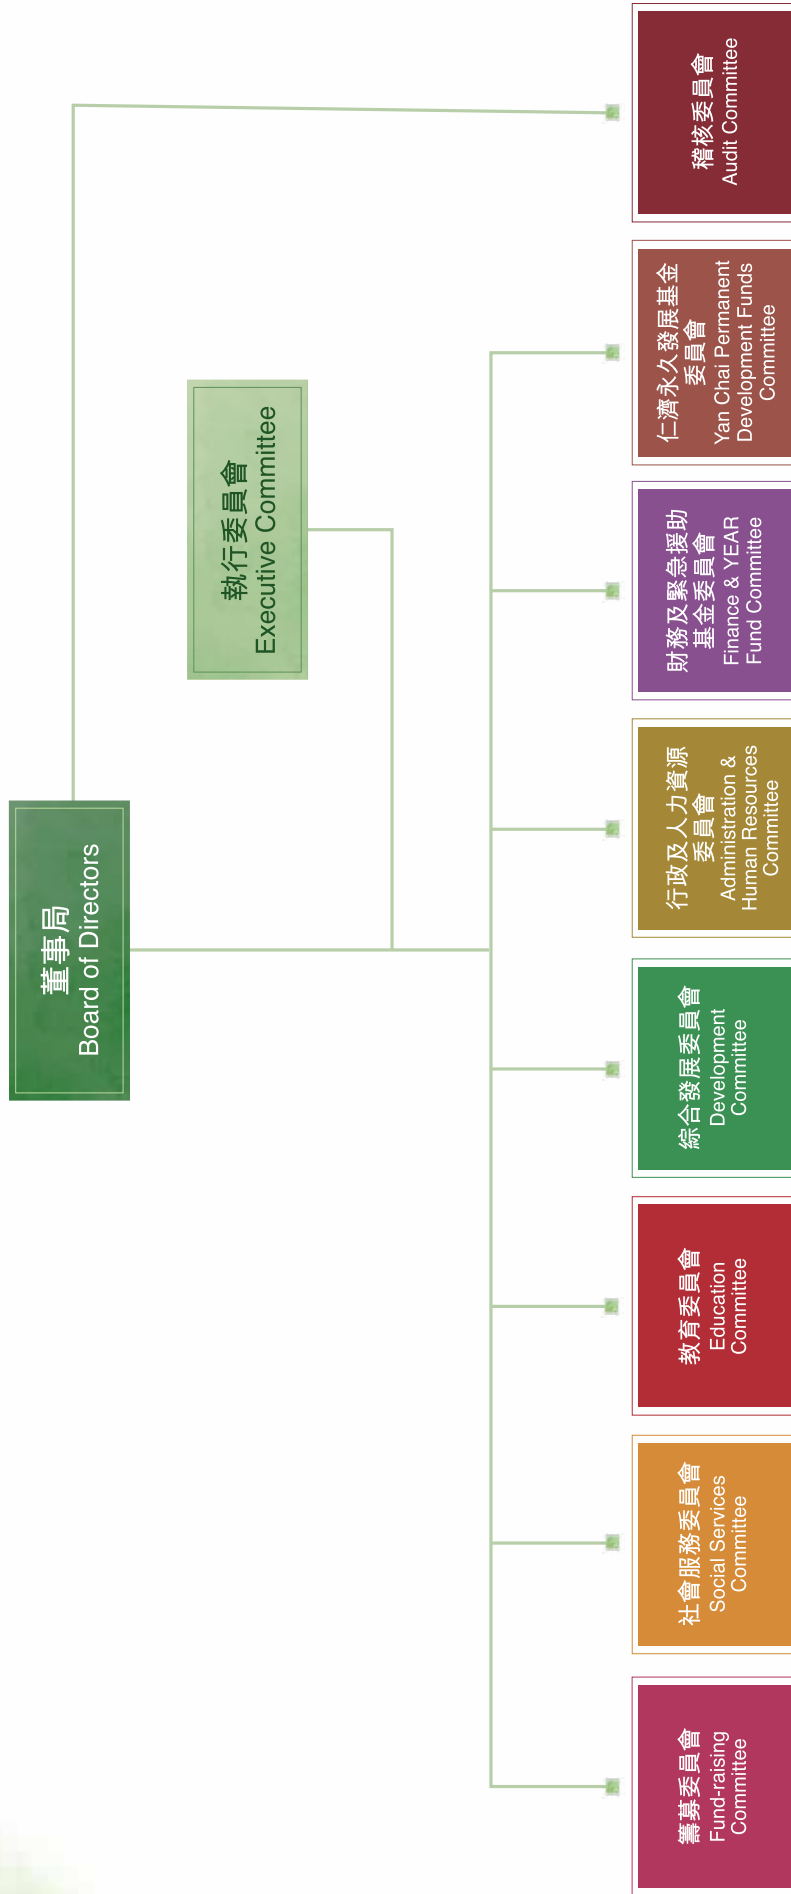 董事局
Board of Directors
執行委員會
Executive Committee
籌募委員會
Fund-raising
Committee
社會服務委員會
Social Services
Committee
教育委員會
Education
Committee
綜合發展委員會
Development
Committee
行政及人力資源
委員會
Administration &
Human Resources
Committee
財務及緊急援助
基金委員會
Finance & YEAR
Fund Committee
仁濟永久發展基金
委員會
Yan Chai Permanent
Development Funds
Committee
稽核委員會
Audit Committee